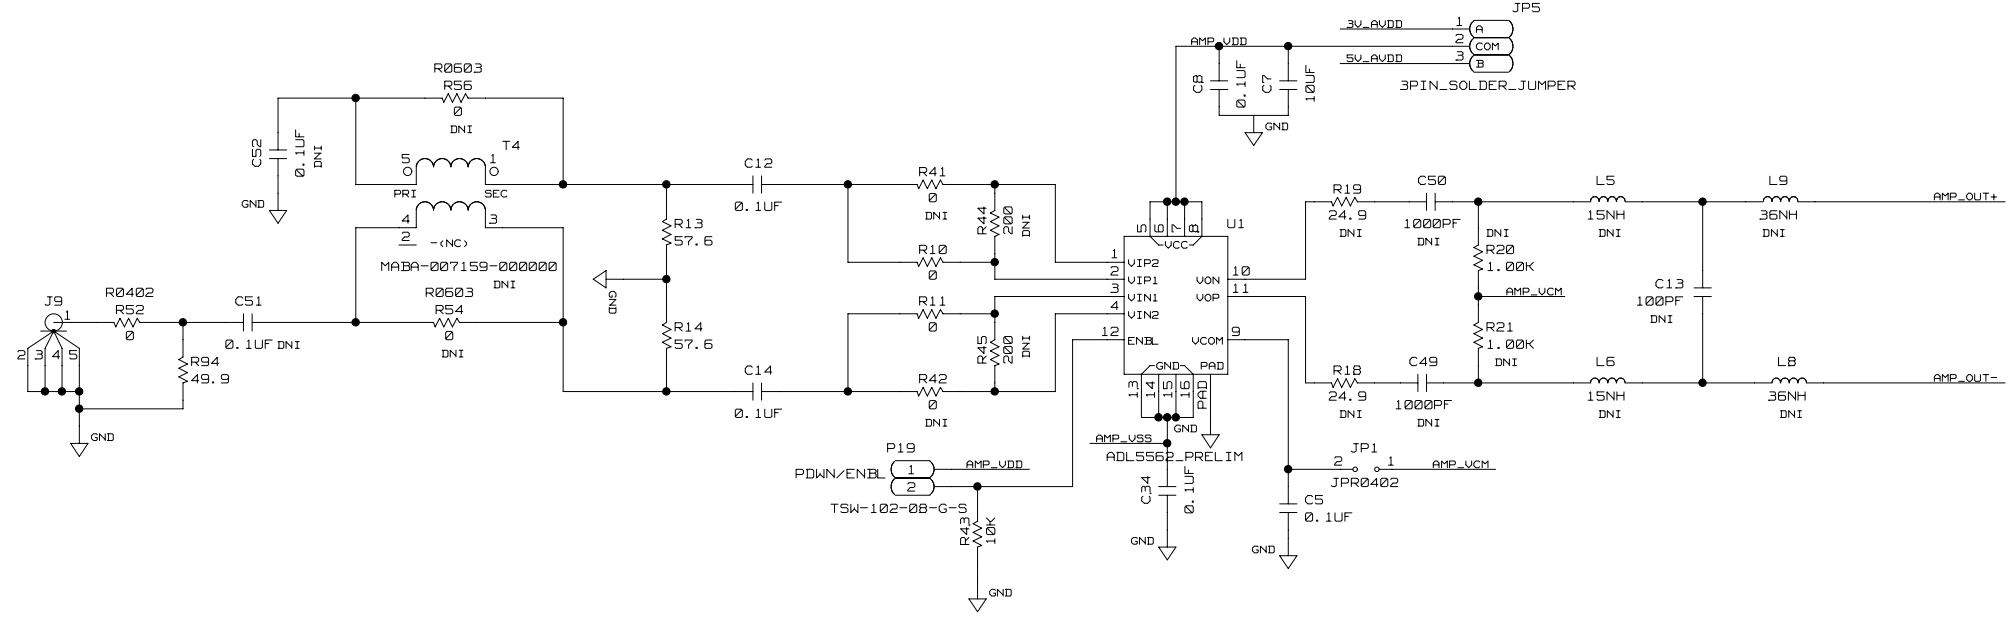 JP5
3V_AVDD
1
A
AMP_VDD
2
COM
5V_AVDD
3
B
3PIN_SOLDER_JUMPER
C8
0.1UF
C7
10UF
GND
R0603
R56
0
DNI
C52
0.1UF
DNI
GND
T4
5
1
PRI
SEC
4
3
2
-(NC)
MABA-007159-000000
DNI
J9
1
2
3
4
5
R0402
R52
0
C51
0.1UF
DNI
R0603
R54
0
DNI
R94
49.9
GND
R13
57.6
GND
R14
57.6
C12
0.1UF
C14
0.1UF
R41
0
DNI
R44
200
DNI
R10
0
R11
0
R45
200
DNI
R42
0
DNI
U1
5
6
7
8
VCC
1
VIP2
2
VIP1
3
VIN1
4
VIN2
12
ENBL
VON
10
VOP
11
VCOM
9
GND
PAD
13
14
15
16
PAD
GND
AMP_VSS
ADL5562_PRELIM
C34
0.1UF
GND
P19
PDWN/ENBL
1
AMP_VDD
2
TSW-102-08-G-S
R43
10K
GND
R19
24.9
DNI
C50
1000PF
DNI
DNI
R20
1.00K
AMP_VCM
R21
1.00K
DNI
R18
24.9
DNI
C49
1000PF
DNI
L5
15NH
DNI
L9
36NH
DNI
AMP_OUT+
C13
100PF
DNI
L6
15NH
DNI
L8
36NH
DNI
AMP_OUT-
JP1
2
1
AMP_VCM
JPR0402
C5
0.1UF
GND